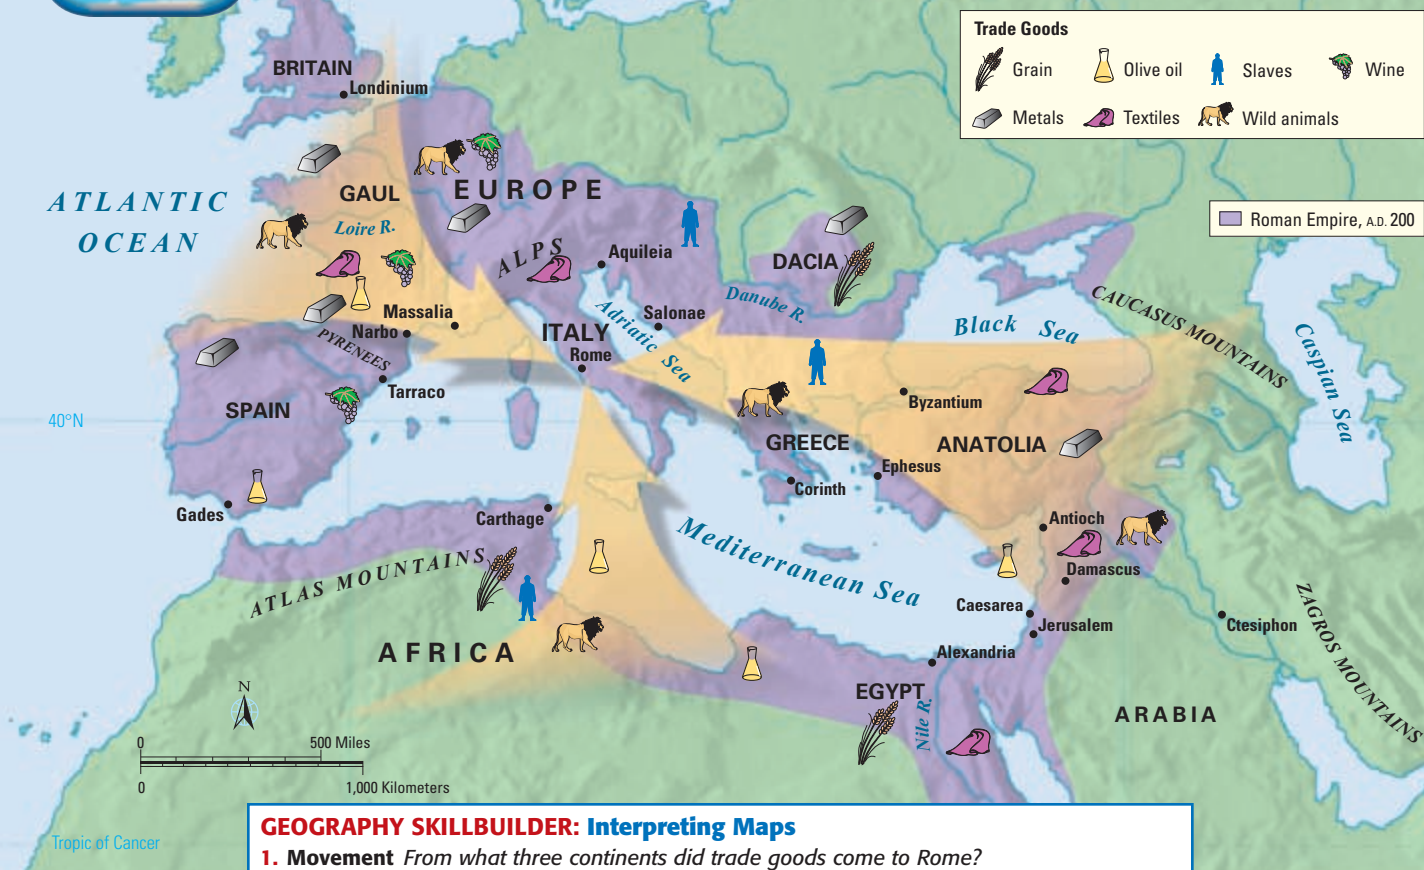 Trade Goods
Grain
Olive oil
Slaves
Wine
Metals
Textiles
Wild animals
Roman Empire, A.D. 200
BRITAIN
Londinium
ATLANTIC
OCEAN
GAUL
EUROPE
Loire R.
ALPS
Aquileia
DACIA
Danube R.
CAUCASUS MOUNTAINS
Massalia
Narbo
PYRENEES
Salonae
Adriatic Sea
ITALY
Rome
Black Sea
Caspian Sea
Tarraco
SPAIN
40°N
Byzantium
GREECE
ANATOLIA
Ephesus
Corinth
Gades
Carthage
Antioch
Mediterranean Sea
ATLAS MOUNTAINS
Damascus
Caesarea
Jerusalem
Ctesiphon
ZAGROS MOUNTAINS
AFRICA
Alexandria
EGYPT
Nile R.
ARABIA
N
0 500 Miles
0 1,000 Kilometers
Tropic of Cancer
GEOGRAPHY SKILLBUILDER: Interpreting Maps
1. Movement From what three continents did trade goods come to Rome?